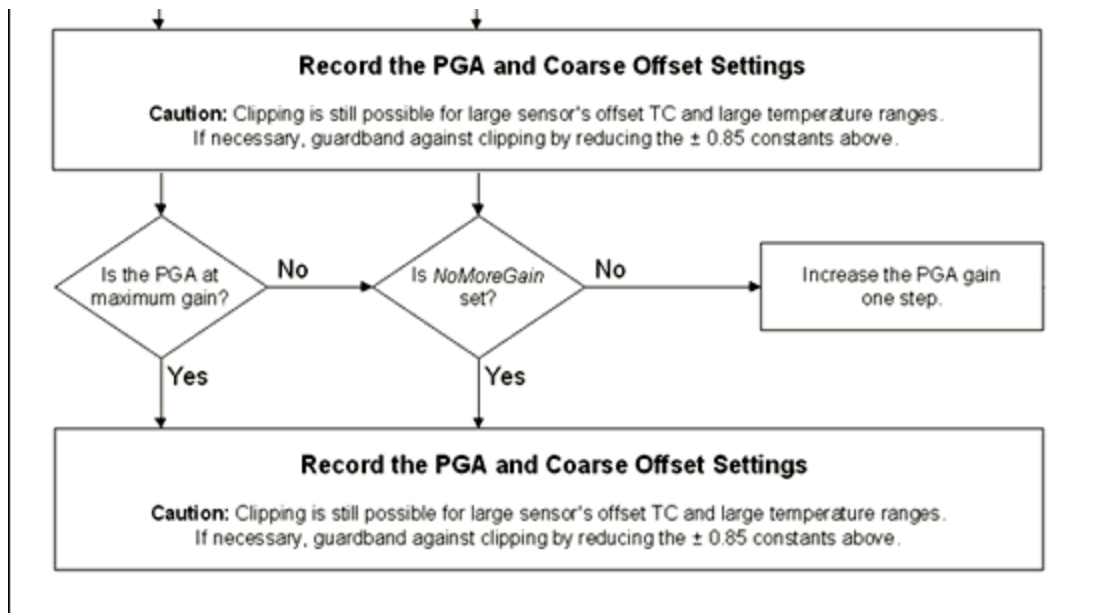 Record the PGA and Coarse Offset Settings
Caution: Clipping is still possible for large sensor's offset TC and large temperature ranges.
If necessary, guardband against clipping by reducing the ± 0.85 constants above.
Is the PGA at
maximum gain?
No
Is NoMoreGain
set?
No
Increase the PGA gain
one step.
Yes
Yes
Record the PGA and Coarse Offset Settings
Caution: Clipping is still possible for large sensor's offset TC and large temperature ranges.
If necessary, guardband against clipping by reducing the ± 0.85 constants above.